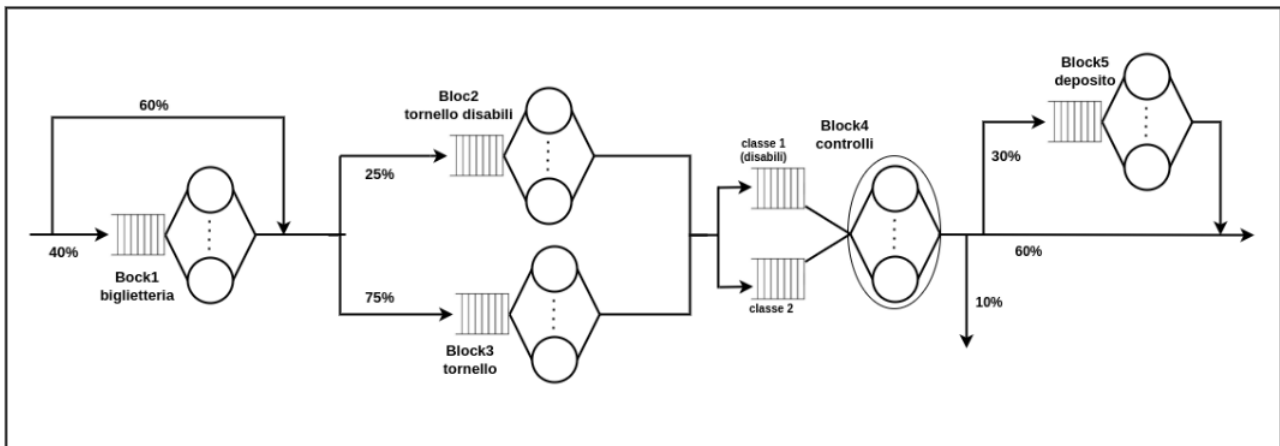 60%
40%
Bock1
biglietteria
25%
75%
Bloc2
tornello disabili
Block3
tornello
classe 1
(disabili)
classe 2
Block4
controlli
10%
30%
60%
Block5
deposito